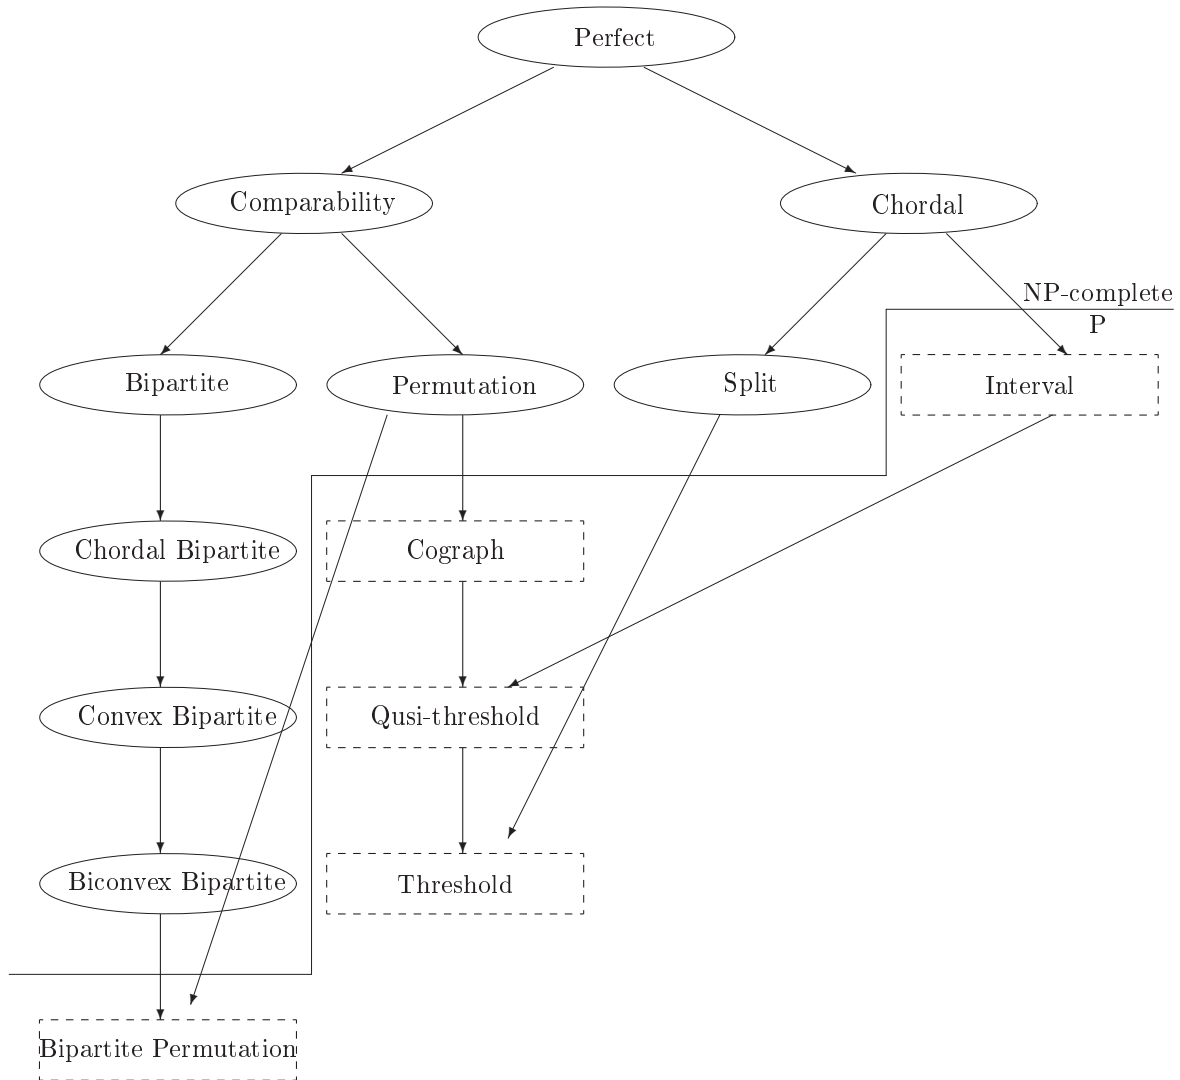 Perfect
Comparability
Chordal
NP-complete
P
Bipartite
Permutation
Split
Interval
Chordal Bipartite
Cograph
Convex Bipartite
Qusi-threshold
Biconvex Bipartite
Threshold
Bipartite Permutation